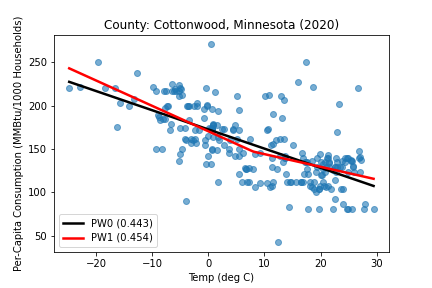 County: Cottonwood, Minnesota (2020)
Per-Capita Consumption (MMBtu/1000 Households)
250
200
150
100
50
PW0 (0.443)
PW1 (0.454)
−20 −10 0 10 20 30
Temp (deg C)